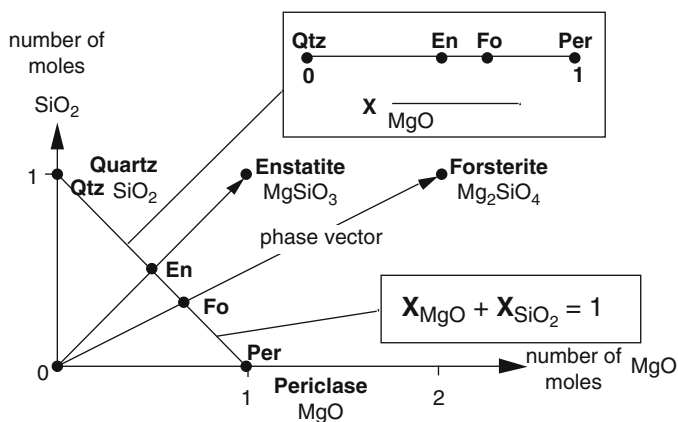 number of
moles
SiO2
Qtz En Fo Per
0 1
X MgO
1
Quartz
Qtz SiO2
Enstatite
MgSiO3
Forsterite
Mg2SiO4
phase vector
En
Fo
XMgO + XSiO2 = 1
Per
0
number of MgO
moles
1
Periclase
MgO
2